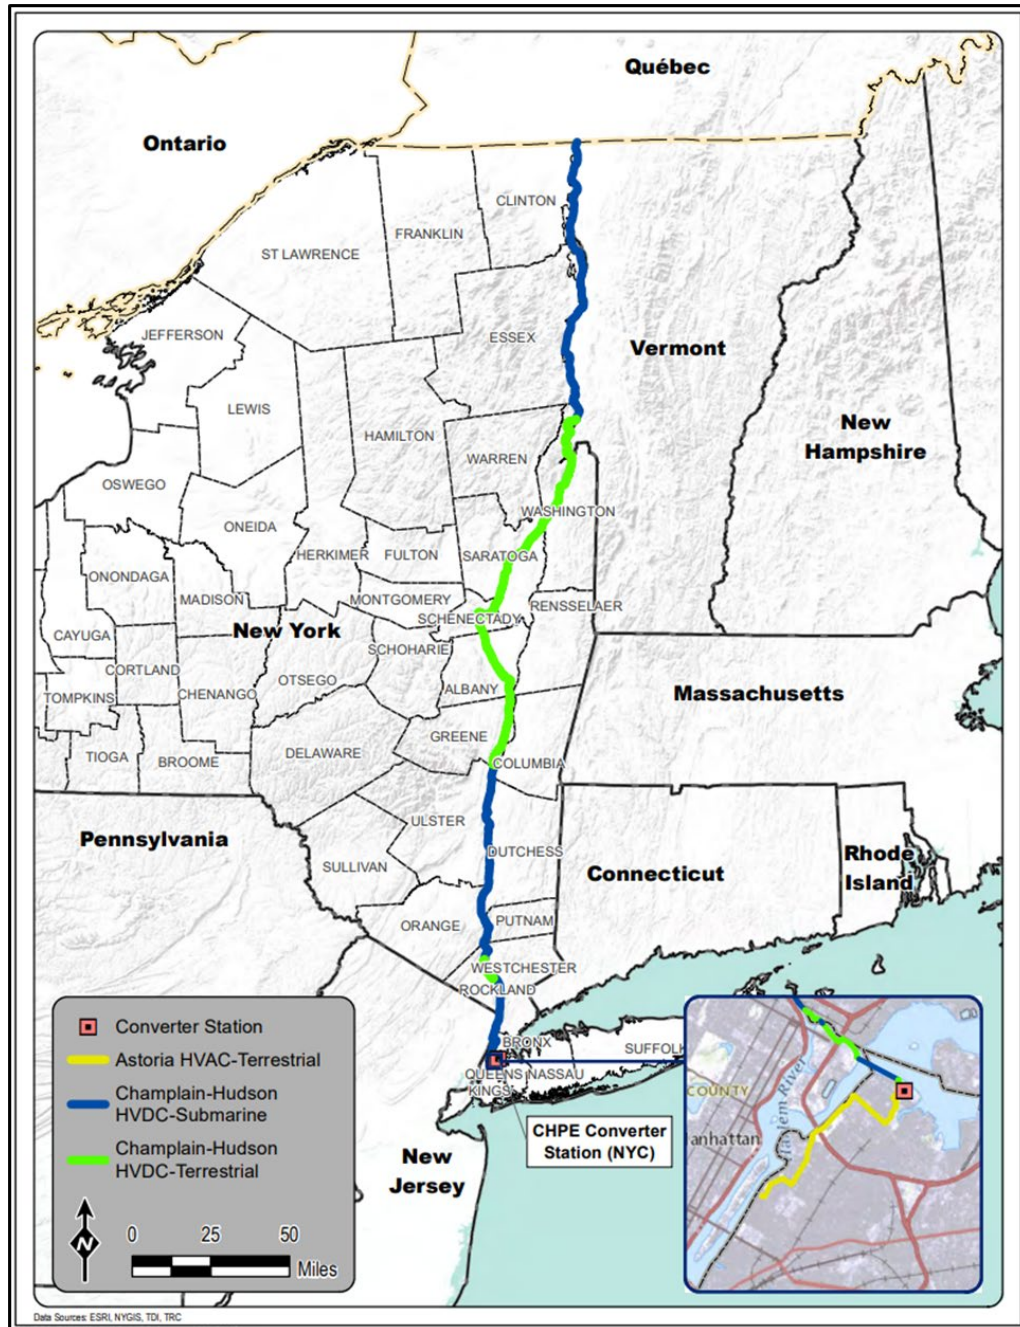 Québec
Ontario
CLINTON
FRANKLIN
ST LAWRENCE
JEFFERSON
ESSEX
Vermont
LEWIS
New
Hampshire
HAMILTON
WARREN
OSWEGO
WASHINGTON
ONEIDA
HERKIMER
FULTON
SARATOGA
ONONDAGA
MADISON
MONTGOMERY
RENSSELAER
SCHENECTADY
New York
CAYUGA
SCHOHARIE
CORTLAND
OTSEGO
ALBANY
TOMPKINS
CHENANGO
Massachusetts
GREENE
TIOGA
BROOME
DELAWARE
COLUMBIA
Pennsylvania
ULSTER
DUTCHESS
SULLIVAN
Connecticut
Rhode
Island
ORANGE
PUTNAM
WESTCHESTER
ROCKLAND
BRONX
SUFFOLK
QUEENS
NASSAU
KINGS
CHPE Converter
Station (NYC)
New
Jersey
Converter Station
Astoria HVAC-Terrestrial
Champlain-Hudson
HVDC-Submarine
Champlain-Hudson
HVDC-Terrestrial
N
0 25 50
Miles
COUNTY
Harlem River
anhattan
Data Sources: ESRI, NYGIS, TDI, TRC